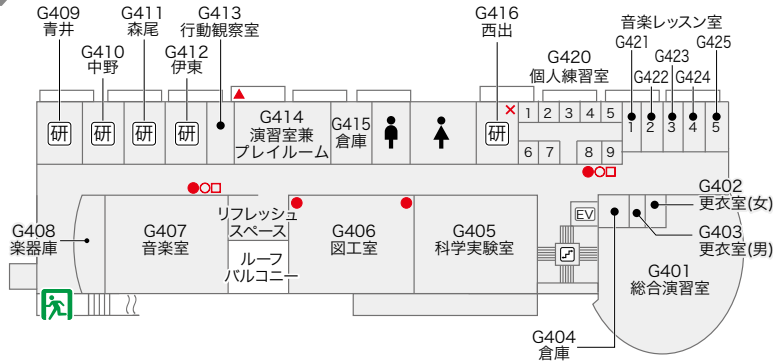 G409
青井
G410
中野
G411
森尾
G412
伊東
G413
行動観察室
G416
西出
G420
個人練習室
音楽レッスン室
G421
G422
G423
G424
G425
研
研
研
研
G414
演習室兼
プレイルーム
G415
倉庫
研
1 2 3 4 5
6 7 8 9
1 2 3 4 5
G408
楽器庫
G407
音楽室
リフレッシュ
スペース
ルーフ
バルコニー
G406
図工室
G405
科学実験室
EV
G402
更衣室(女)
G403
更衣室(男)
G401
総合演習室
G404
倉庫